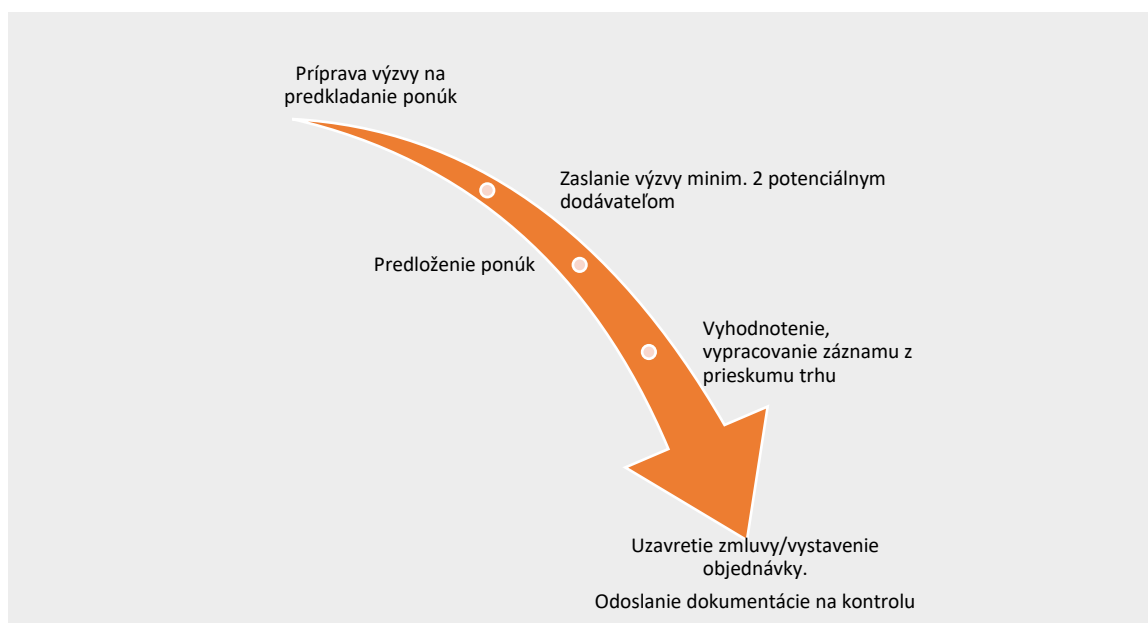 Príprava výzvy na
predkladanie ponúk
Zaslanie výzvy minim. 2 potenciálnym
dodávateľom
Predloženie ponúk
Vyhodnotenie,
vypracovanie záznamu z
prieskumu trhu
Uzavretie zmluvy/vystavenie
objednávky.
Odoslanie dokumentácie na kontrolu